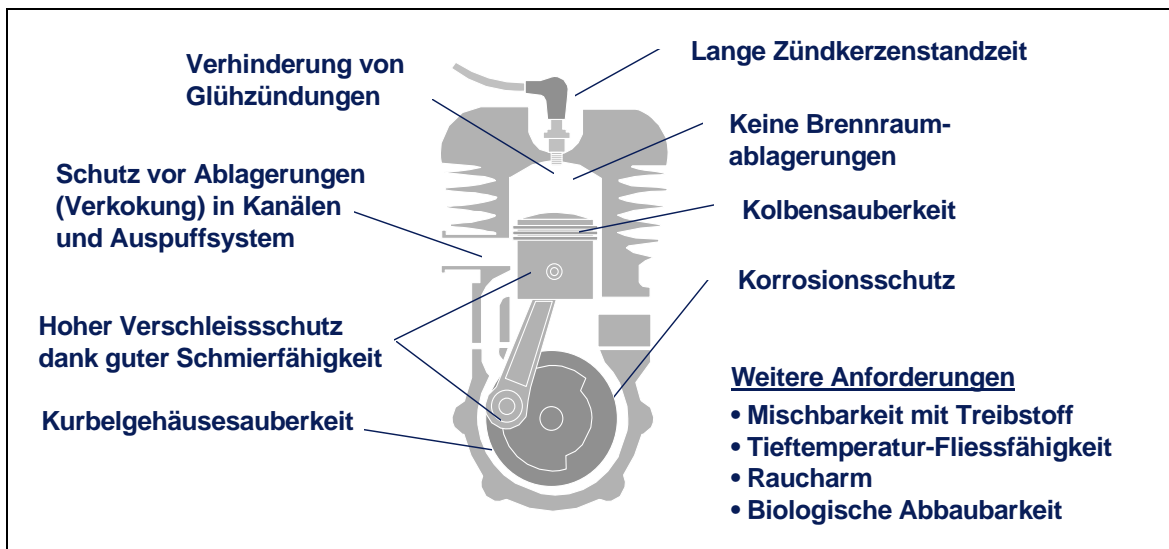 Lange Zündkerzenstandzeit
Verhinderung von
Glühzündungen
Keine Brennraum-
ablagerungen
Schutz vor Ablagerungen
(Verkokung) in Kanälen
und Auspuffsystem
Kolbensauberkeit
Korrosionsschutz
Hoher Verschleissschutz
dank guter Schmierfähigkeit
Kurbelgehäusesauberkeit
Weitere Anforderungen
• Mischbarkeit mit Treibstoff
• Tieftemperatur-Fliessfähigkeit
• Raucharm
• Biologische Abbaubarkeit